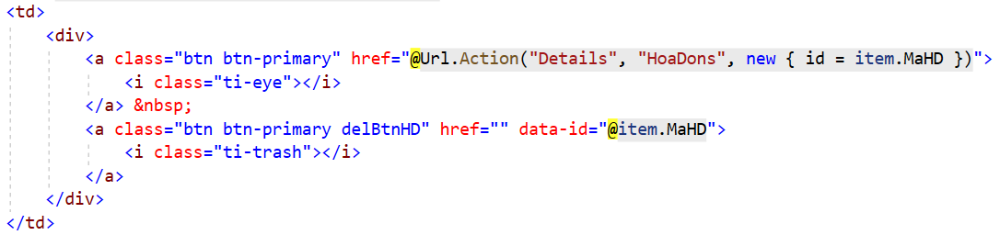 <td>
    <div>
        <a class="btn btn-primary" href="@Url.Action("Details", "HoaDons", new { id = item.MaHD })">
            <i class="ti-eye"></i>
        </a> &nbsp;
        <a class="btn btn-primary delBtnHD" href="" data-id="@item.MaHD">
            <i class="ti-trash"></i>
        </a>
    </div>
</td>